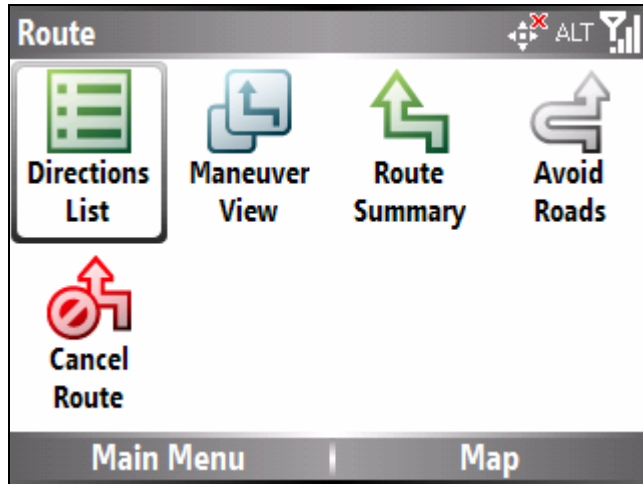 Route ALT
Directions Maneuver Route Avoid
List View Summary Roads
Cancel
Route
Main Menu Map